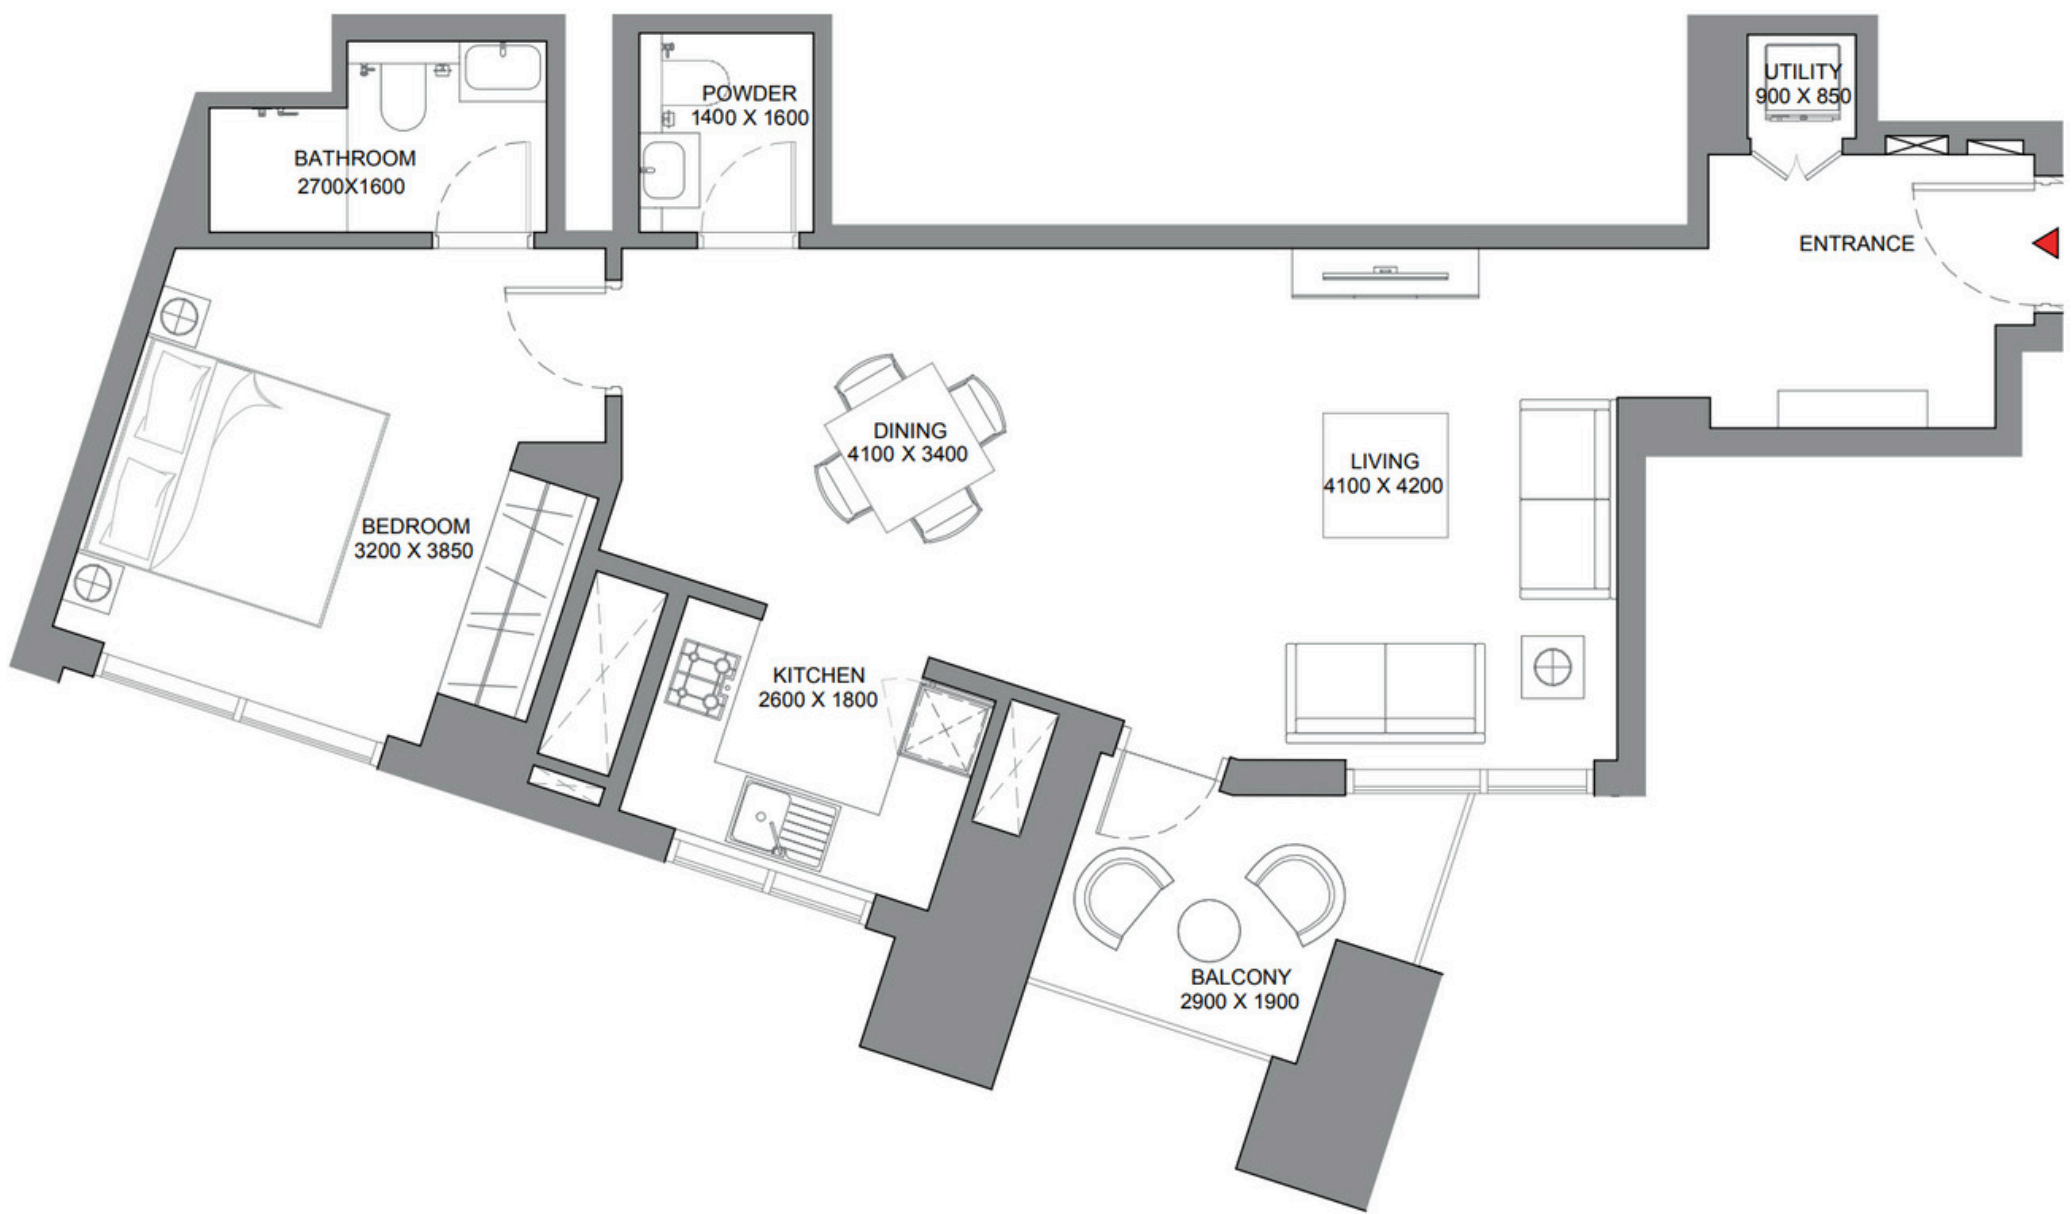 UTILITY
900 X 850
POWDER
1400 X 1600
BATHROOM
2700X1600
ENTRANCE
DINING
4100 X 3400
LIVING
4100 X 4200
BEDROOM
3200 X 3850
KITCHEN
2600 X 1800
BALCONY
2900 X 1900